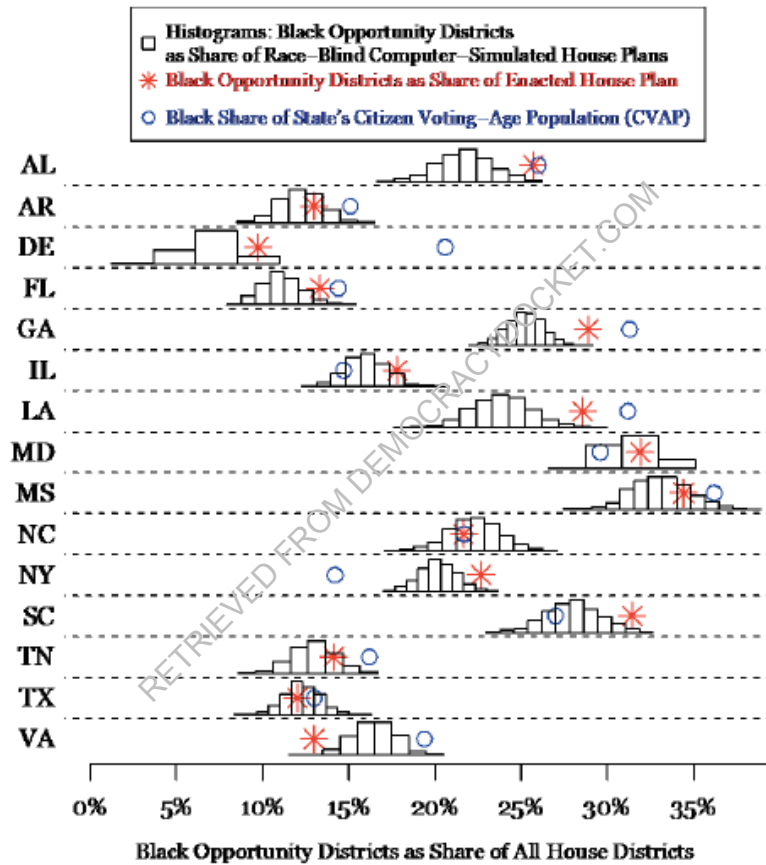 Histograms: Black Opportunity Districts
as Share of Race–Blind Computer–Simulated House Plans
Black Opportunity Districts as Share of Enacted House Plan
Black Share of State's Citizen Voting–Age Population (CVAP)
AL
AR
DE
FL
GA
IL
LA
MD
MS
NC
NY
SC
TN
TX
VA
RETRIEVED FROM DEMOCRACYDOCKET.COM
0% 5% 10% 15% 20% 25% 30% 35%
Black Opportunity Districts as Share of All House Districts